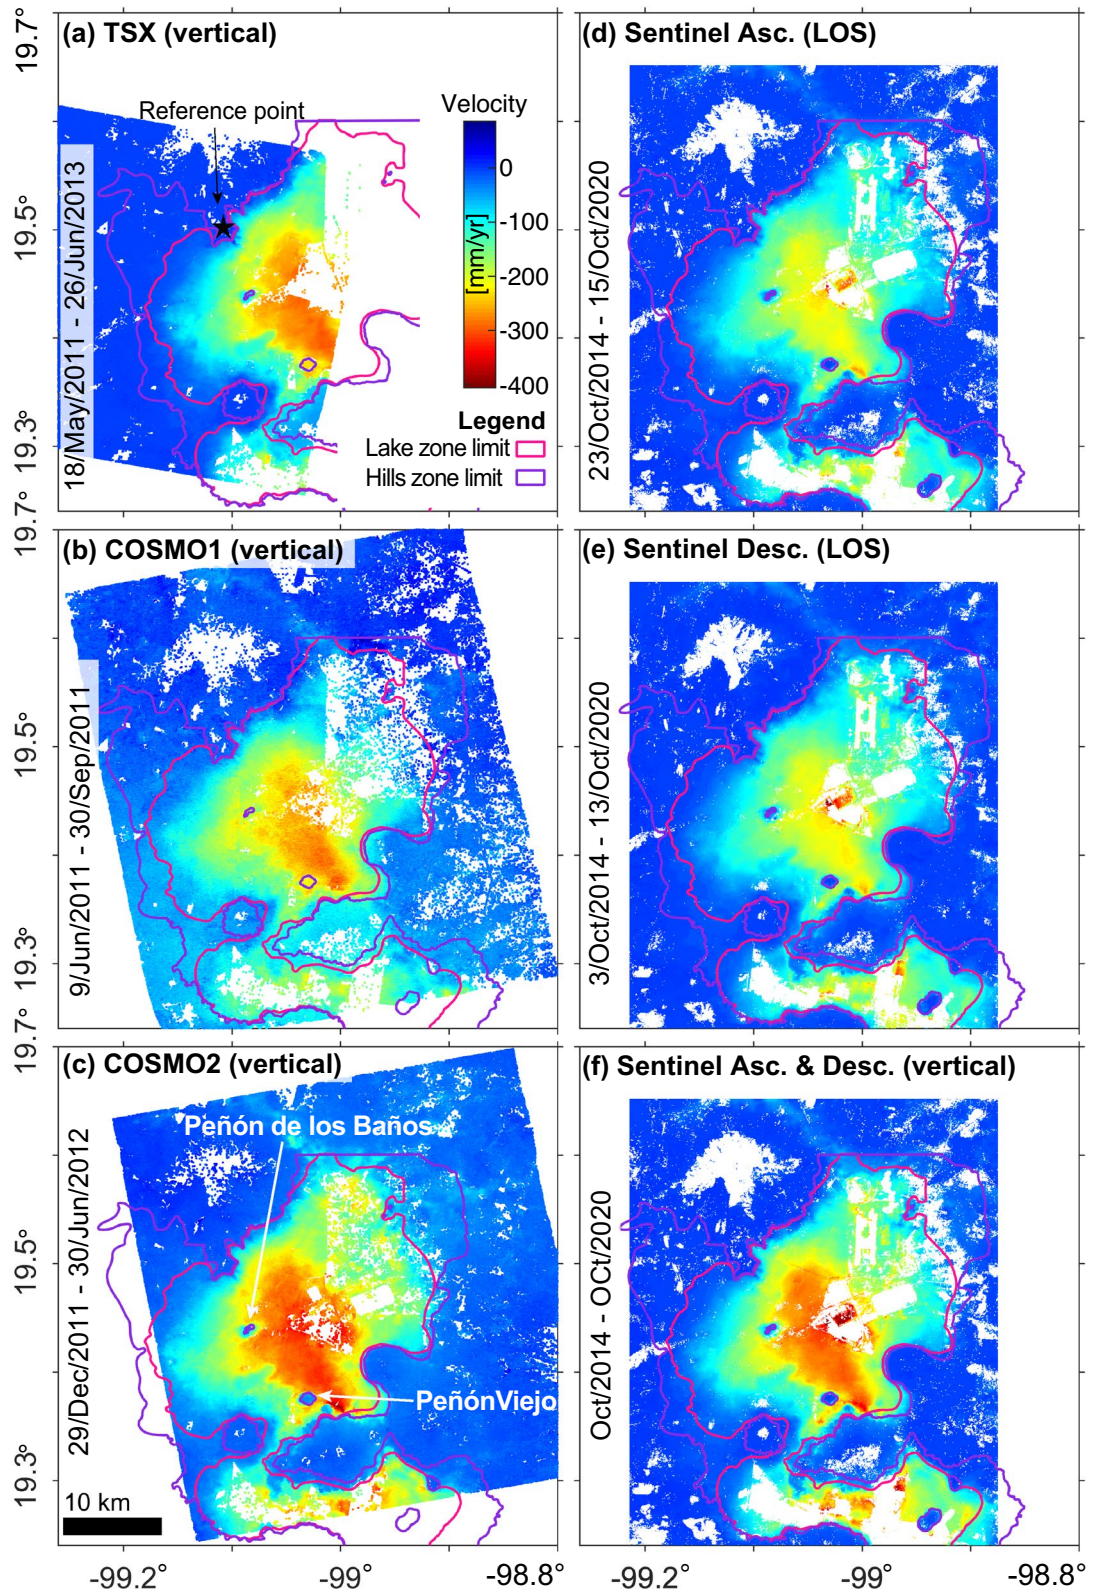 (a) TSX (vertical)
Reference point
Velocity
0
-100
-200
-300
-400
[mm/yr]
Legend
Lake zone limit
Hills zone limit
18/May/2011 - 26/Jun/2013
19.7°
19.5°
19.3°
(d) Sentinel Asc. (LOS)
23/Oct/2014 - 15/Oct/2020
(b) COSMO1 (vertical)
9/Jun/2011 - 30/Sep/2011
19.7°
19.5°
19.3°
(e) Sentinel Desc. (LOS)
3/Oct/2014 - 13/Oct/2020
(c) COSMO2 (vertical)
Peñón de los Baños
PeñónViejo
29/Dec/2011 - 30/Jun/2012
10 km
19.7°
19.5°
19.3°
-99.2°
-99°
-98.8°
(f) Sentinel Asc. & Desc. (vertical)
Oct/2014 - OCt/2020
-99.2°
-99°
-98.8°